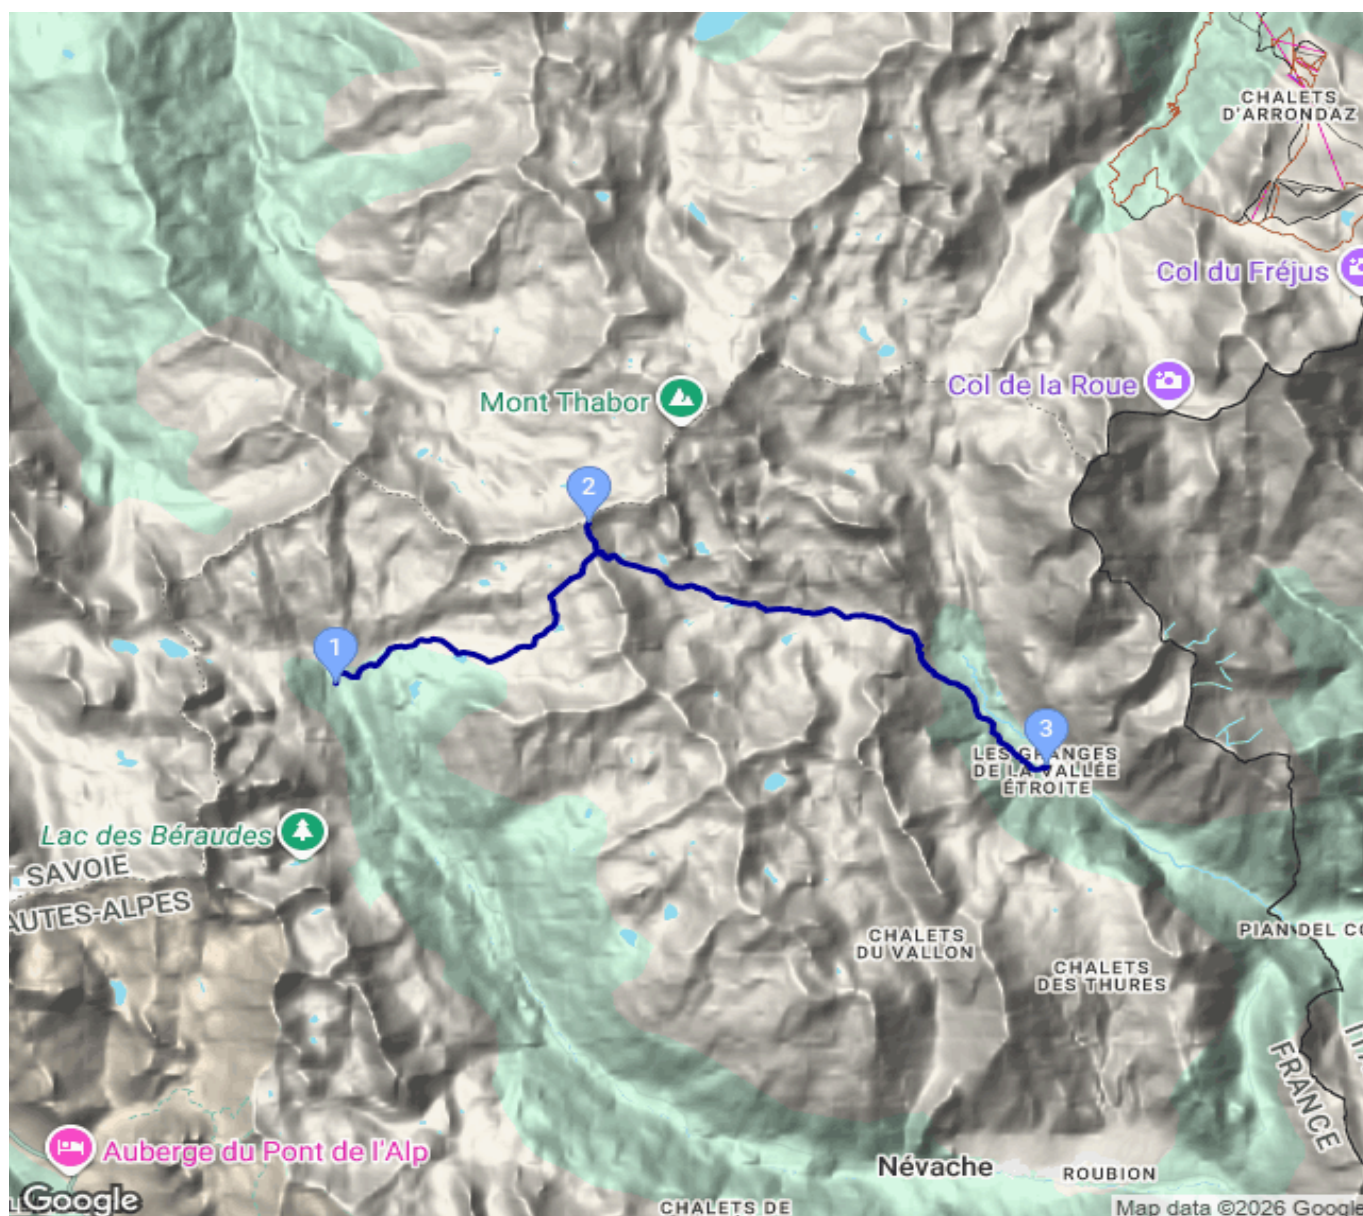 CHALETS
D'ARRONDAZ
Col du Fréjus
Col de la Roue
Mont Thabor
2
1
3
LES GRANGES
DE LA VALLÉE
ÉTROITE
Lac des Béraudes
SAVOIE
AUTES-ALPES
CHALETS
DU VALLON
PIAN DEL CO
CHALETS
DES THURES
FRANCE
Auberge du Pont de l'Alp
Névache
ROUBION
Google
CHALETS DE
Map data ©2026 Google